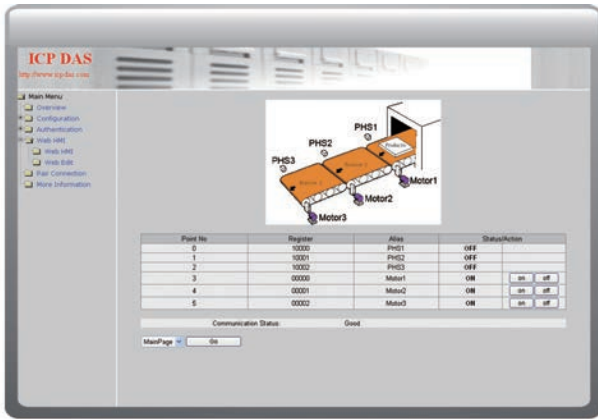 ICP DAS
http://www.icpdas.com
Main Menu
Overview
Configuration
Authentication
Web HMI
Web HMI
Web Edit
Pair Connection
More Information
PHS1
PHS2
PHS3
Products
Motor1
Motor2
Motor3
Point No Register Alias Status/Action
0 10000 PHS1 OFF
1 10001 PHS2 OFF
2 10002 PHS3 OFF
3 00000 Motor1 ON on off
4 00001 Motor2 ON on off
5 00002 Motor3 ON on off
Communication Status: Good
MainPage Go